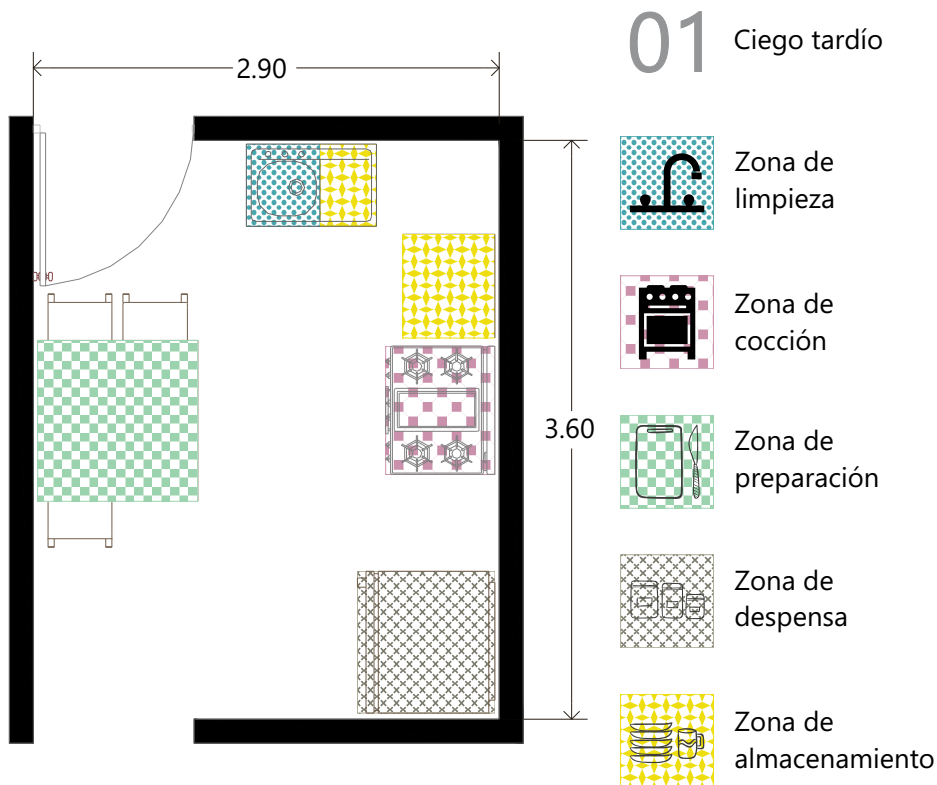 2.90
3.60
01
Ciego tardío
Zona de
limpieza
Zona de
cocción
Zona de
preparación
Zona de
despensa
Zona de
almacenamiento